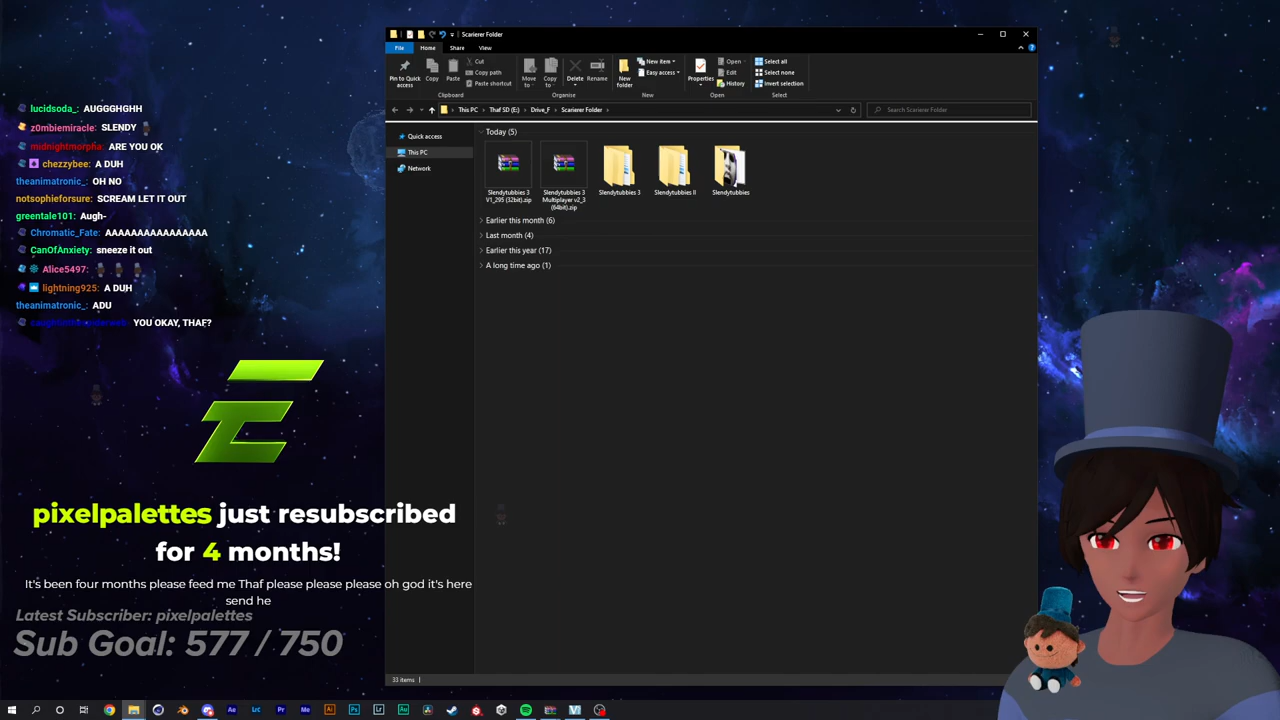 Scarierer Folder
File
Home
Share
View
Pin to Quick access
Copy
Paste
Cut
Copy path
Paste shortcut
Clipboard
Move to
Copy to
Delete
Rename
Organise
New folder
New item
Easy access
New
Properties
Open
Edit
History
Open
Select all
Select none
Invert selection
Select
This PC > Thaf SD (E:) > Drive_F > Scarierer Folder >
Search Scarierer Folder
Quick access
This PC
Network
Today (5)
Slendytubbies 3 V1_295 (32bit).zip
Slendytubbies 3 Multiplayer v2_3 (64bit).zip
Slendytubbies 3
Slendytubbies II
Slendytubbies
Earlier this month (6)
Last month (4)
Earlier this year (17)
A long time ago (1)
33 items
lucidsoda_: AUGGGHGHH
z0mbiemiracle: SLENDY
midnightmorpha: ARE YOU OK
chezzybee: A DUH
theanimatronic_: OH NO
notsophieforsure: SCREAM LET IT OUT
greentale101: Augh-
Chromatic_Fate: AAAAAAAAAAAAAAAA
CanOfAnxiety: sneeze it out
Alice5497:
lightning925: A DUH
theanimatronic_: ADU
YOU OKAY, THAF?
pixelpalettes just resubscribed
for 4 months!
It's been four months please feed me Thaf please please please oh god it's here
send he
Latest Subscriber: pixelpalettes
Sub Goal: 577 / 750